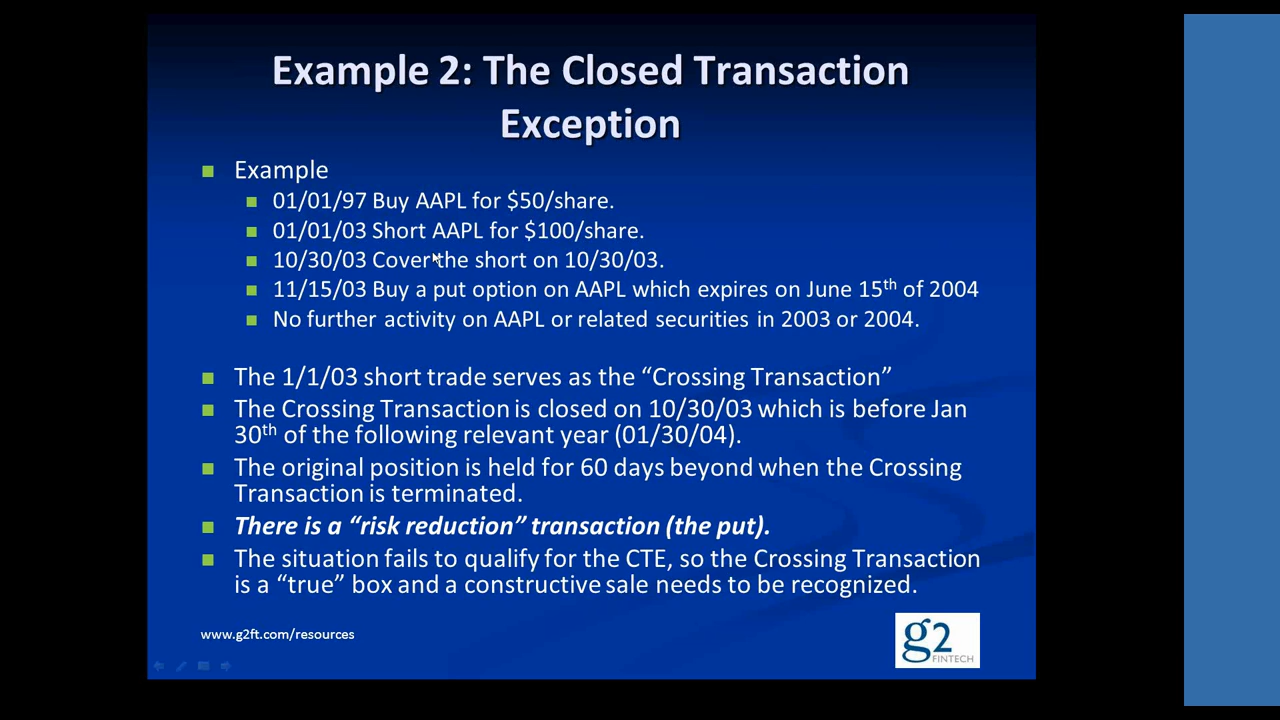 Example 2: The Closed Transaction
Exception
Example
01/01/97 Buy AAPL for $50/share.
01/01/03 Short AAPL for $100/share.
10/30/03 Cover the short on 10/30/03.
11/15/03 Buy a put option on AAPL which expires on June 15th of 2004
No further activity on AAPL or related securities in 2003 or 2004.
The 1/1/03 short trade serves as the “Crossing Transaction”
The Crossing Transaction is closed on 10/30/03 which is before Jan
30th of the following relevant year (01/30/04).
The original position is held for 60 days beyond when the Crossing
Transaction is terminated.
There is a “risk reduction” transaction (the put).
The situation fails to qualify for the CTE, so the Crossing Transaction
is a “true” box and a constructive sale needs to be recognized.
www.g2ft.com/resources
g2
FINTECH